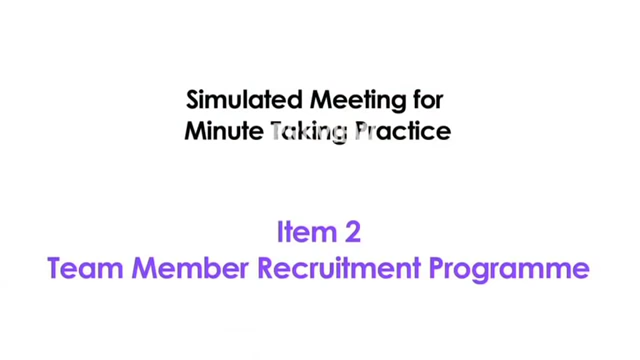 Simulated Meeting for
Minute Taking Practice
Item 2
Team Member Recruitment Programme